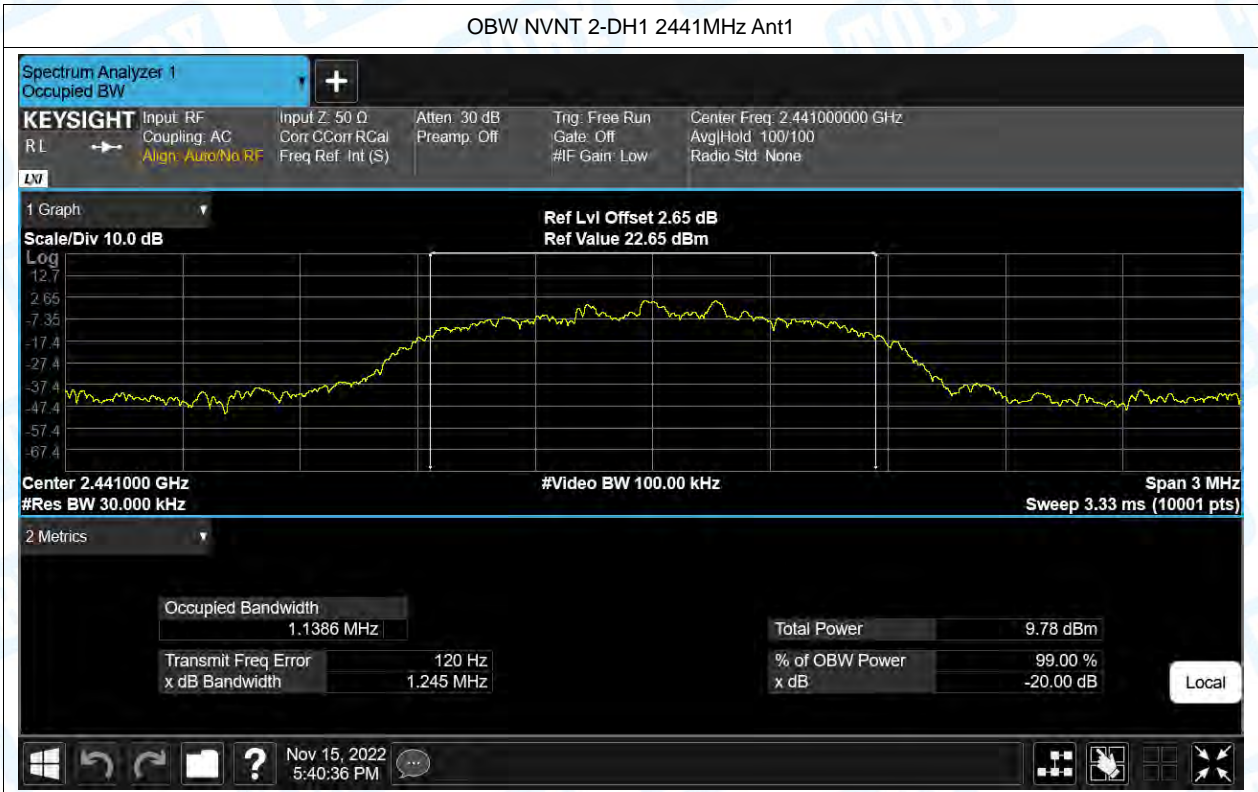 OBW NVNT 2-DH1 2441MHz Ant1
Spectrum Analyzer 1
Occupied BW
KEYSIGHT
RL
LXI
Input: RF
Coupling: AC
Align: Auto/No RF
Input Z: 50 Ω
Corr CCorr RCal
Freq Ref: Int (S)
Atten: 30 dB
Preamp: Off
Trig: Free Run
Gate: Off
#IF Gain: Low
Center Freq: 2.441000000 GHz
Avg|Hold: 100/100
Radio Std: None
1 Graph
Scale/Div 10.0 dB
Ref Lvl Offset 2.65 dB
Ref Value 22.65 dBm
Log
12.7
2.65
-7.35
-17.4
-27.4
-37.4
-47.4
-57.4
-67.4
Center 2.441000 GHz
#Res BW 30.000 kHz
#Video BW 100.00 kHz
Span 3 MHz
Sweep 3.33 ms (10001 pts)
2 Metrics
Occupied Bandwidth
1.1386 MHz
Transmit Freq Error 120 Hz
x dB Bandwidth 1.245 MHz
Total Power 9.78 dBm
% of OBW Power 99.00 %
x dB -20.00 dB
Local
Nov 15, 2022
5:40:36 PM